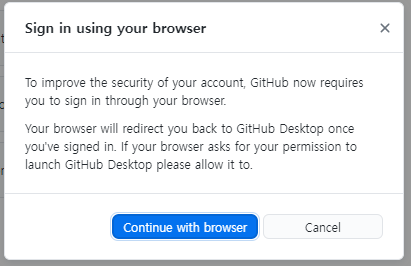 Sign in using your browser
To improve the security of your account, GitHub now requires
you to sign in through your browser.
Your browser will redirect you back to GitHub Desktop once
you've signed in. If your browser asks for your permission to
launch GitHub Desktop please allow it to.
Continue with browser
Cancel